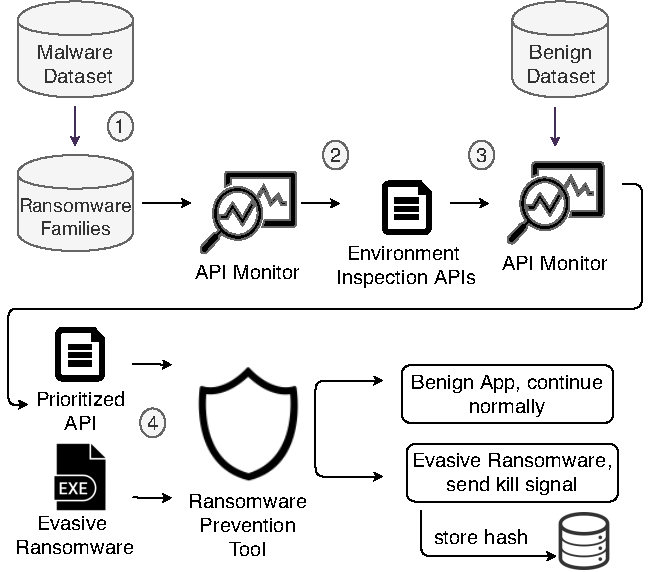 Malware
Dataset
Benign
Dataset
1
2
3
Ransomware
Families
API Monitor
Environment
Inspection APIs
API Monitor
Prioritized
API
4
EXE
Evasive
Ransomware
Ransomware
Prevention
Tool
Benign App, continue
normally
Evasive Ransomware,
send kill signal
store hash